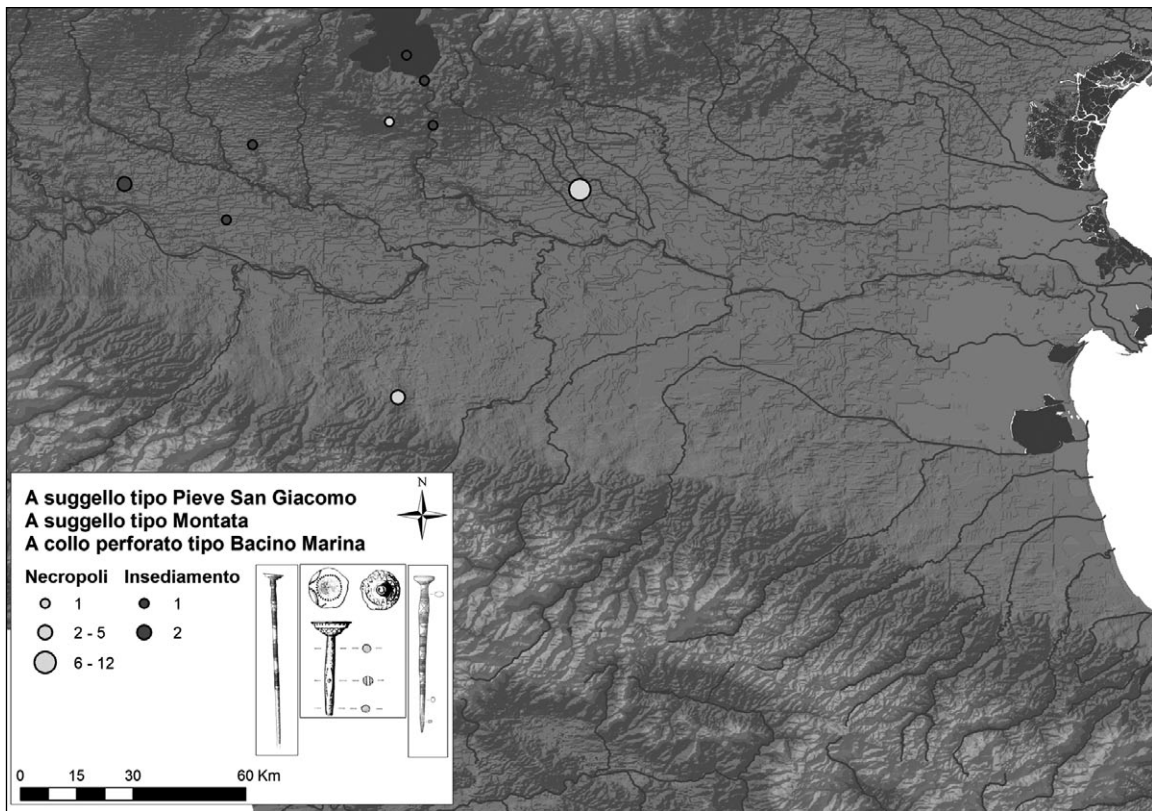 A suggello tipo Pieve San Giacomo
A suggello tipo Montata
A collo perforato tipo Bacino Marina
N
Necropoli Insediamento
1 1
2 - 5 2
6 - 12
0 15 30 60 Km